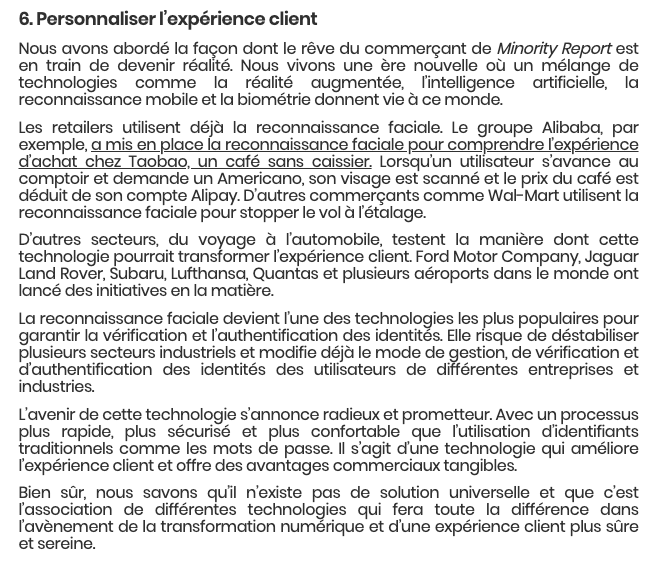 6. Personnaliser l’expérience client
Nous avons abordé la façon dont le rêve du commerçant de Minority Report est
en train de devenir réalité. Nous vivons une ère nouvelle où un mélange de
technologies comme la réalité augmentée, l’intelligence artificielle, la
reconnaissance mobile et la biométrie donnent vie à ce monde.
Les retailers utilisent déjà la reconnaissance faciale. Le groupe Alibaba, par
exemple, a mis en place la reconnaissance faciale pour comprendre l’expérience
d’achat chez Taobao, un café sans caissier. Lorsqu’un utilisateur s’avance au
comptoir et demande un Americano, son visage est scanné et le prix du café est
déduit de son compte Alipay. D’autres commerçants comme Wal-Mart utilisent la
reconnaissance faciale pour stopper le vol à l’étalage.
D’autres secteurs, du voyage à l’automobile, testent la manière dont cette
technologie pourrait transformer l’expérience client. Ford Motor Company, Jaguar
Land Rover, Subaru, Lufthansa, Quantas et plusieurs aéroports dans le monde ont
lancé des initiatives en la matière.
La reconnaissance faciale devient l’une des technologies les plus populaires pour
garantir la vérification et l’authentification des identités. Elle risque de déstabiliser
plusieurs secteurs industriels et modifie déjà le mode de gestion, de vérification et
d’authentification des identités des utilisateurs de différentes entreprises et
industries.
L’avenir de cette technologie s’annonce radieux et prometteur. Avec un processus
plus rapide, plus sécurisé et plus confortable que l’utilisation d’identifiants
traditionnels comme les mots de passe. Il s’agit d’une technologie qui améliore
l’expérience client et offre des avantages commerciaux tangibles.
Bien sûr, nous savons qu’il n’existe pas de solution universelle et que c’est
l’association de différentes technologies qui fera toute la différence dans
l’avènement de la transformation numérique et d’une expérience client plus sûre
et sereine.